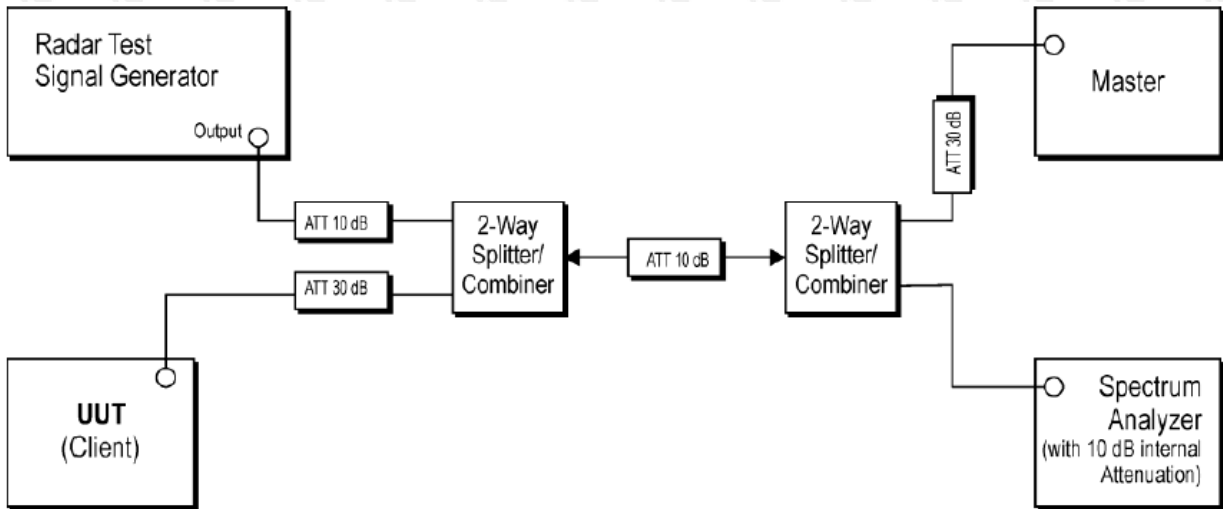 Radar Test
Signal Generator
Output
Master
ATT 30 dB
ATT 10 dB
2-Way
Splitter/
Combiner
ATT 10 dB
2-Way
Splitter/
Combiner
ATT 30 dB
UUT
(Client)
Spectrum
Analyzer
(with 10 dB internal
Attenuation)